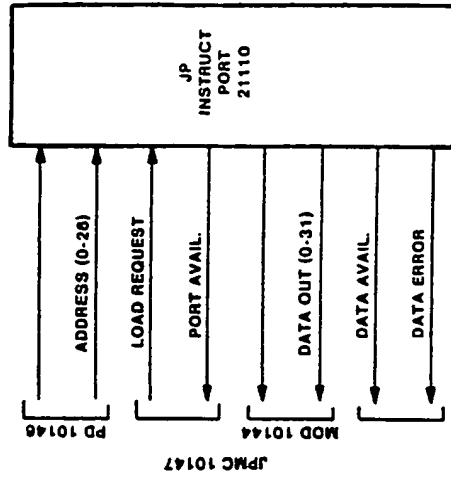 JP
INSTRUCT
PORT
21110
ADDRESS (0-26)
LOAD REQUEST
PORT AVAIL.
DATA OUT (0-31)
DATA AVAIL.
DATA ERROR
PD 10146
MOD 10144
JPMC 10147